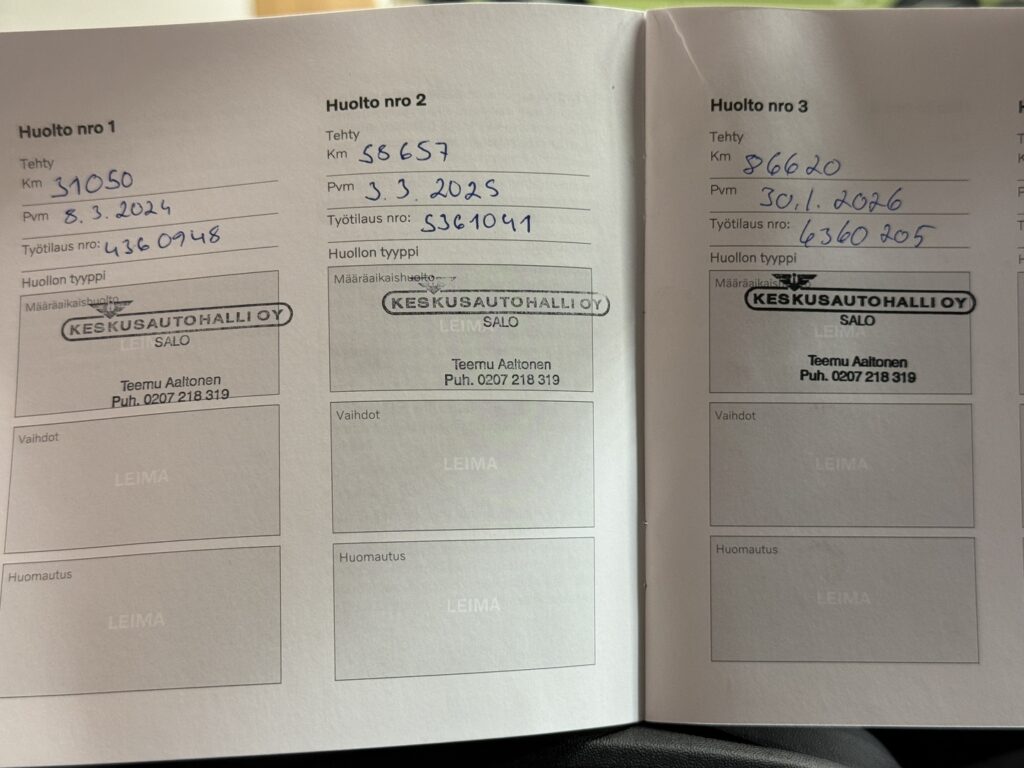 Huolto nro 1
Tehty
Km 31050
Pvm 8.3.2024
Työtilaus nro: 4360948
Huollon tyyppi
Määräaikaishuolto
KESKUSAUTOHALLI OY
LEIMA
SALO
Teemu Aaltonen
Puh. 0207 218 319
Vaihdot
LEIMA
Huomautus
LEIMA
Huolto nro 2
Tehty
Km 58657
Pvm 3.3.2025
Työtilaus nro: 5361041
Huollon tyyppi
Määräaikaishuolto
KESKUSAUTOHALLI OY
LEIMA
SALO
Teemu Aaltonen
Puh. 0207 218 319
Vaihdot
LEIMA
Huomautus
LEIMA
Huolto nro 3
Tehty
Km 86620
Pvm 30.1.2026
Työtilaus nro: 6360205
Huollon tyyppi
Määräaikaishuolto
KESKUSAUTOHALLI OY
SALO
LEIMA
Teemu Aaltonen
Puh. 0207 218 319
Vaihdot
LEIMA
Huomautus
LEIMA